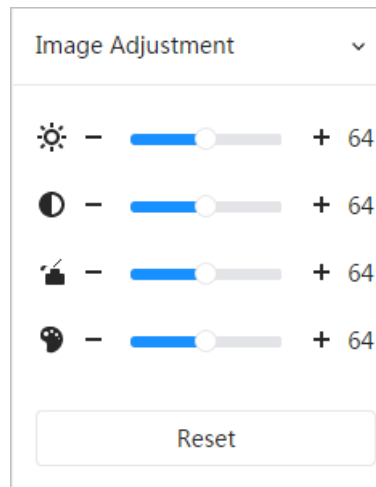 Image Adjustment
− + 64
− + 64
− + 64
− + 64
Reset